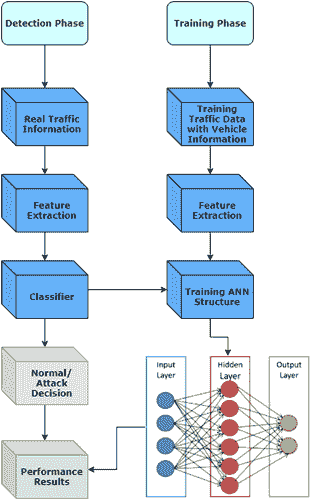 Detection Phase
Training Phase
Real Traffic
Information
Training
Traffic Data
with Vehicle
Information
Feature
Extraction
Feature
Extraction
Classifier
Training ANN
Structure
Normal/
Attack
Decision
Input
Layer
Hidden
Layer
Output
Layer
Performance
Results